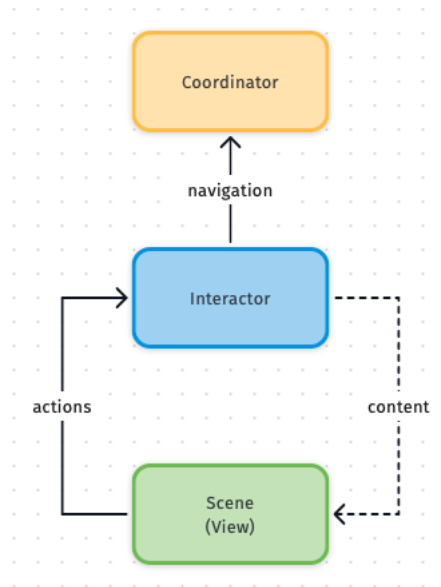 Coordinator
navigation
Interactor
actions
content
Scene
(View)